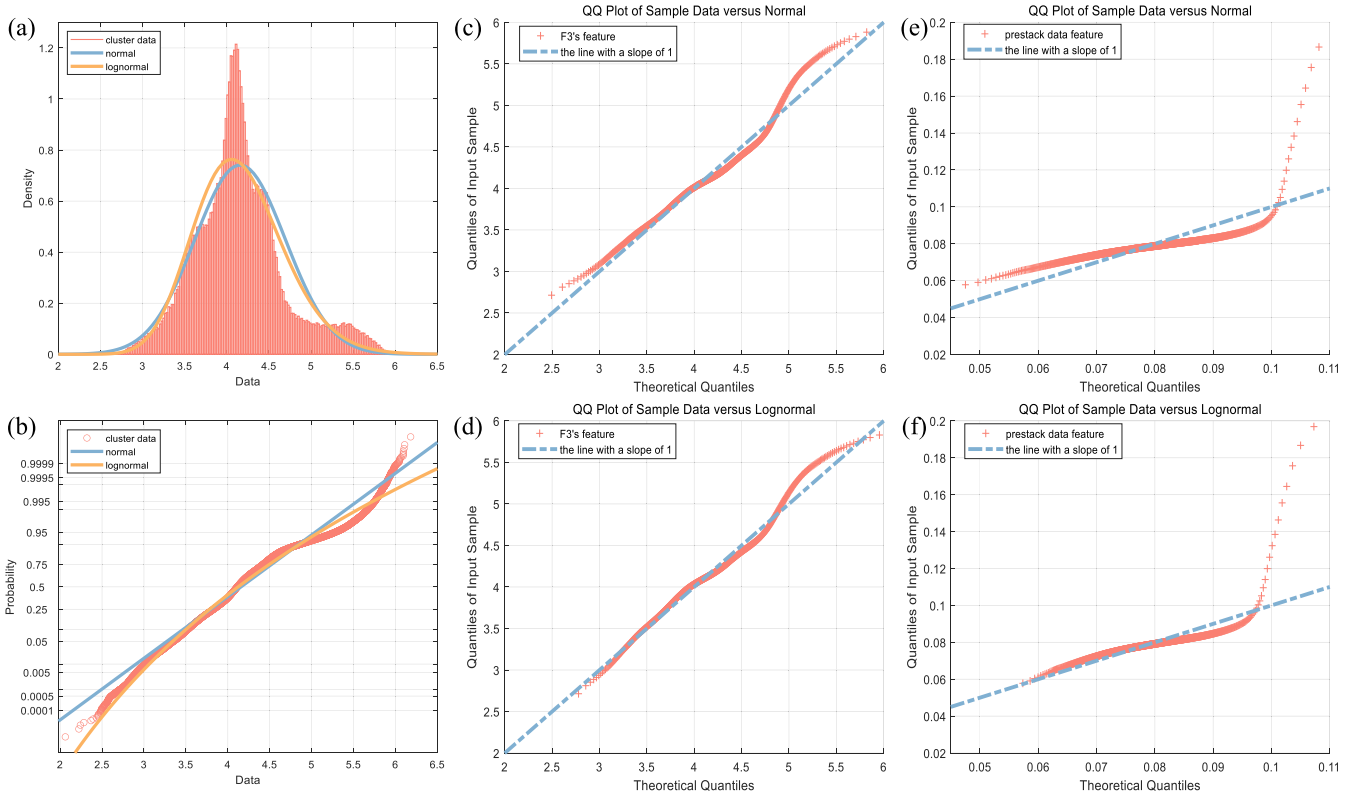 (a)
cluster data
normal
lognormal
1.2
1
0.8
0.6
0.4
0.2
0
Density
2 2.5 3 3.5 4 4.5 5 5.5 6 6.5
Data
(c)
QQ Plot of Sample Data versus Normal
F3's feature
the line with a slope of 1
6
5.5
5
4.5
4
3.5
3
2.5
2
Quantiles of Input Sample
2 2.5 3 3.5 4 4.5 5 5.5 6
Theoretical Quantiles
(e)
QQ Plot of Sample Data versus Normal
prestack data feature
the line with a slope of 1
0.2
0.18
0.16
0.14
0.12
0.1
0.08
0.06
0.04
0.02
Quantiles of Input Sample
0.05 0.06 0.07 0.08 0.09 0.1 0.11
Theoretical Quantiles
(b)
cluster data
normal
lognormal
0.9999
0.9995
0.995
0.95
0.75
0.5
0.25
0.05
0.005
0.0005
0.0001
Probability
2 2.5 3 3.5 4 4.5 5 5.5 6 6.5
Data
(d)
QQ Plot of Sample Data versus Lognormal
F3's feature
the line with a slope of 1
6
5.5
5
4.5
4
3.5
3
2.5
2
Quantiles of Input Sample
2 2.5 3 3.5 4 4.5 5 5.5 6
Theoretical Quantiles
(f)
QQ Plot of Sample Data versus Lognormal
prestack data feature
the line with a slope of 1
0.2
0.18
0.16
0.14
0.12
0.1
0.08
0.06
0.04
0.02
Quantiles of Input Sample
0.05 0.06 0.07 0.08 0.09 0.1 0.11
Theoretical Quantiles